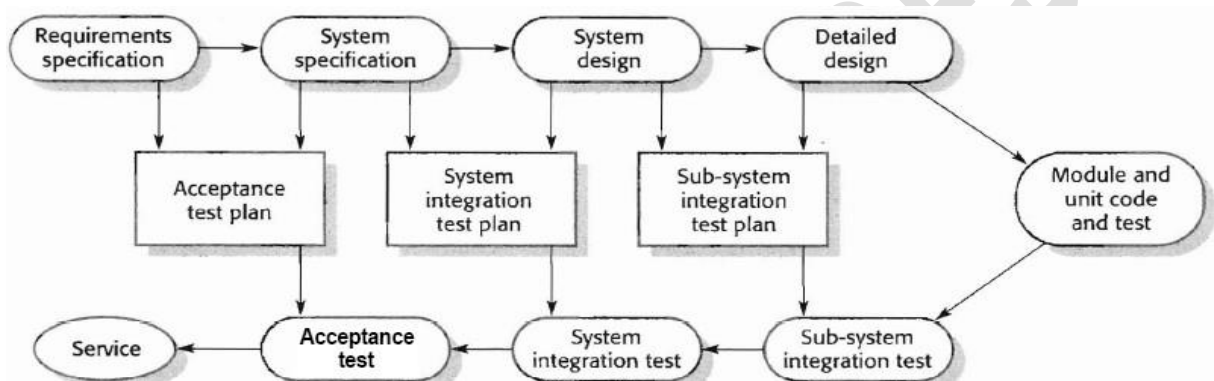 Requirements
specification
System
specification
System
design
Detailed
design
Acceptance
test plan
System
integration
test plan
Sub-system
integration
test plan
Module and
unit code
and test
Service
Acceptance
test
System
integration test
Sub-system
integration test